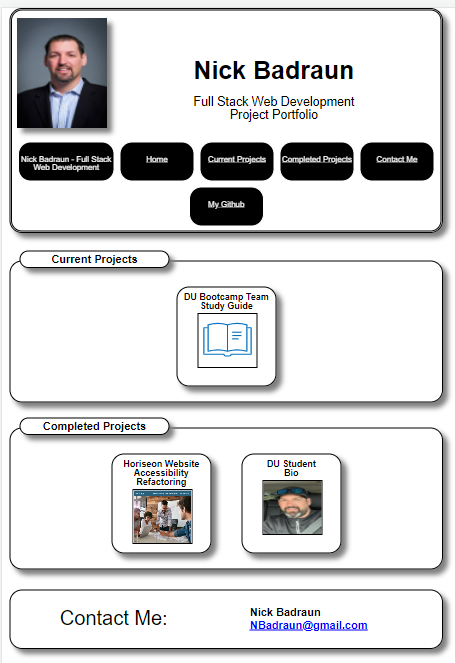 Nick Badraun
Full Stack Web Development
Project Portfolio
Nick Badraun - Full Stack
Web Development
Home
Current Projects
Completed Projects
Contact Me
My Github
Current Projects
DU Bootcamp Team
Study Guide
Completed Projects
Horiseon Website
Accessibility
Refactoring
DU Student
Bio
Contact Me:
Nick Badraun
NBadraun@gmail.com